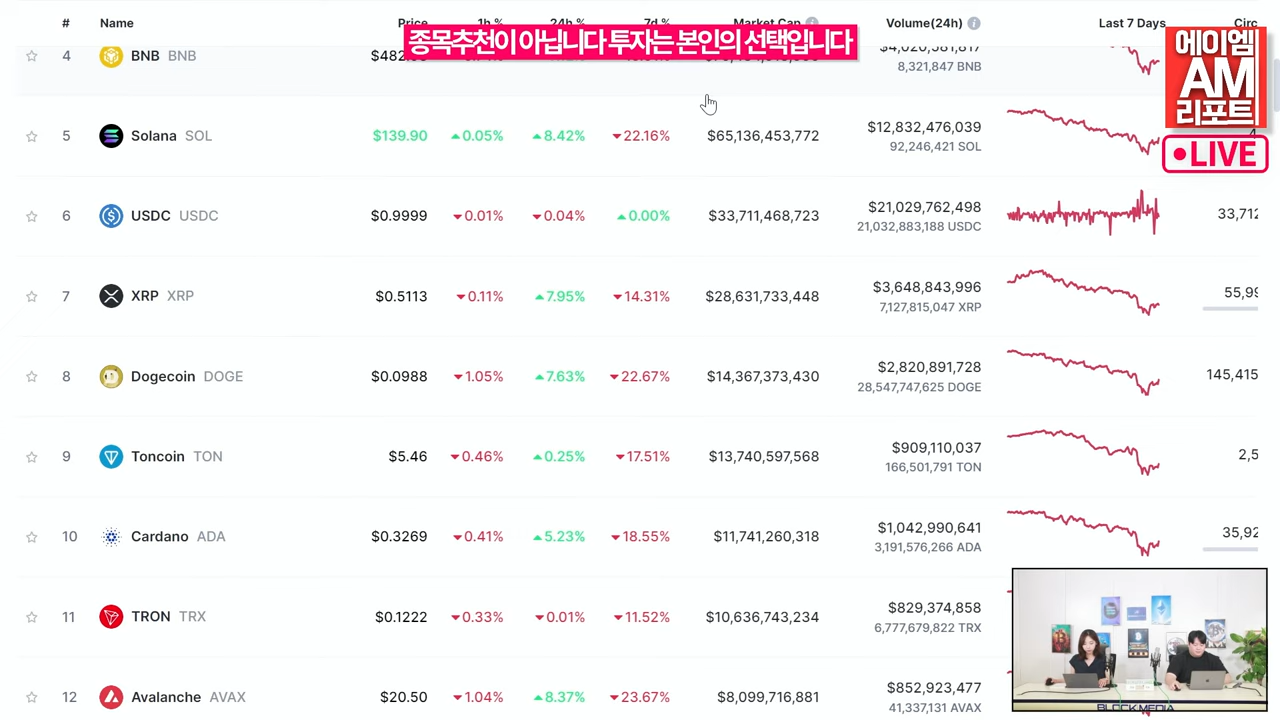 # Name Price 1h % 24h % 7d % Market Cap Volume(24h) Last 7 Days Circ
종목추천이 아닙니다 투자는 본인의 선택입니다
에이엠
AM
리포트
LIVE
4 BNB BNB
8,321,847 BNB
5 Solana SOL $139.90 0.05% 8.42% 22.16% $65,136,453,772 $12,832,476,039
92,246,421 SOL
6 USDC USDC $0.9999 0.01% 0.04% 0.00% $33,711,468,723 $21,029,762,498 33,712
21,032,883,188 USDC
7 XRP XRP $0.5113 0.11% 7.95% 14.31% $28,631,733,448 $3,648,843,996 55,99
7,127,815,047 XRP
8 Dogecoin DOGE $0.0988 1.05% 7.63% 22.67% $14,367,373,430 $2,820,891,728 145,415
28,547,747,625 DOGE
9 Toncoin TON $5.46 0.46% 0.25% 17.51% $13,740,597,568 $909,110,037 2,5
166,501,791 TON
10 Cardano ADA $0.3269 0.41% 5.23% 18.55% $11,741,260,318 $1,042,990,641 35,92
3,191,576,266 ADA
11 TRON TRX $0.1222 0.33% 0.01% 11.52% $10,636,743,234 $829,374,858
6,777,679,822 TRX
12 Avalanche AVAX $20.50 1.04% 8.37% 23.67% $8,099,716,881 $852,923,477
41,337,131 AVAX
BLOCKMEDIA